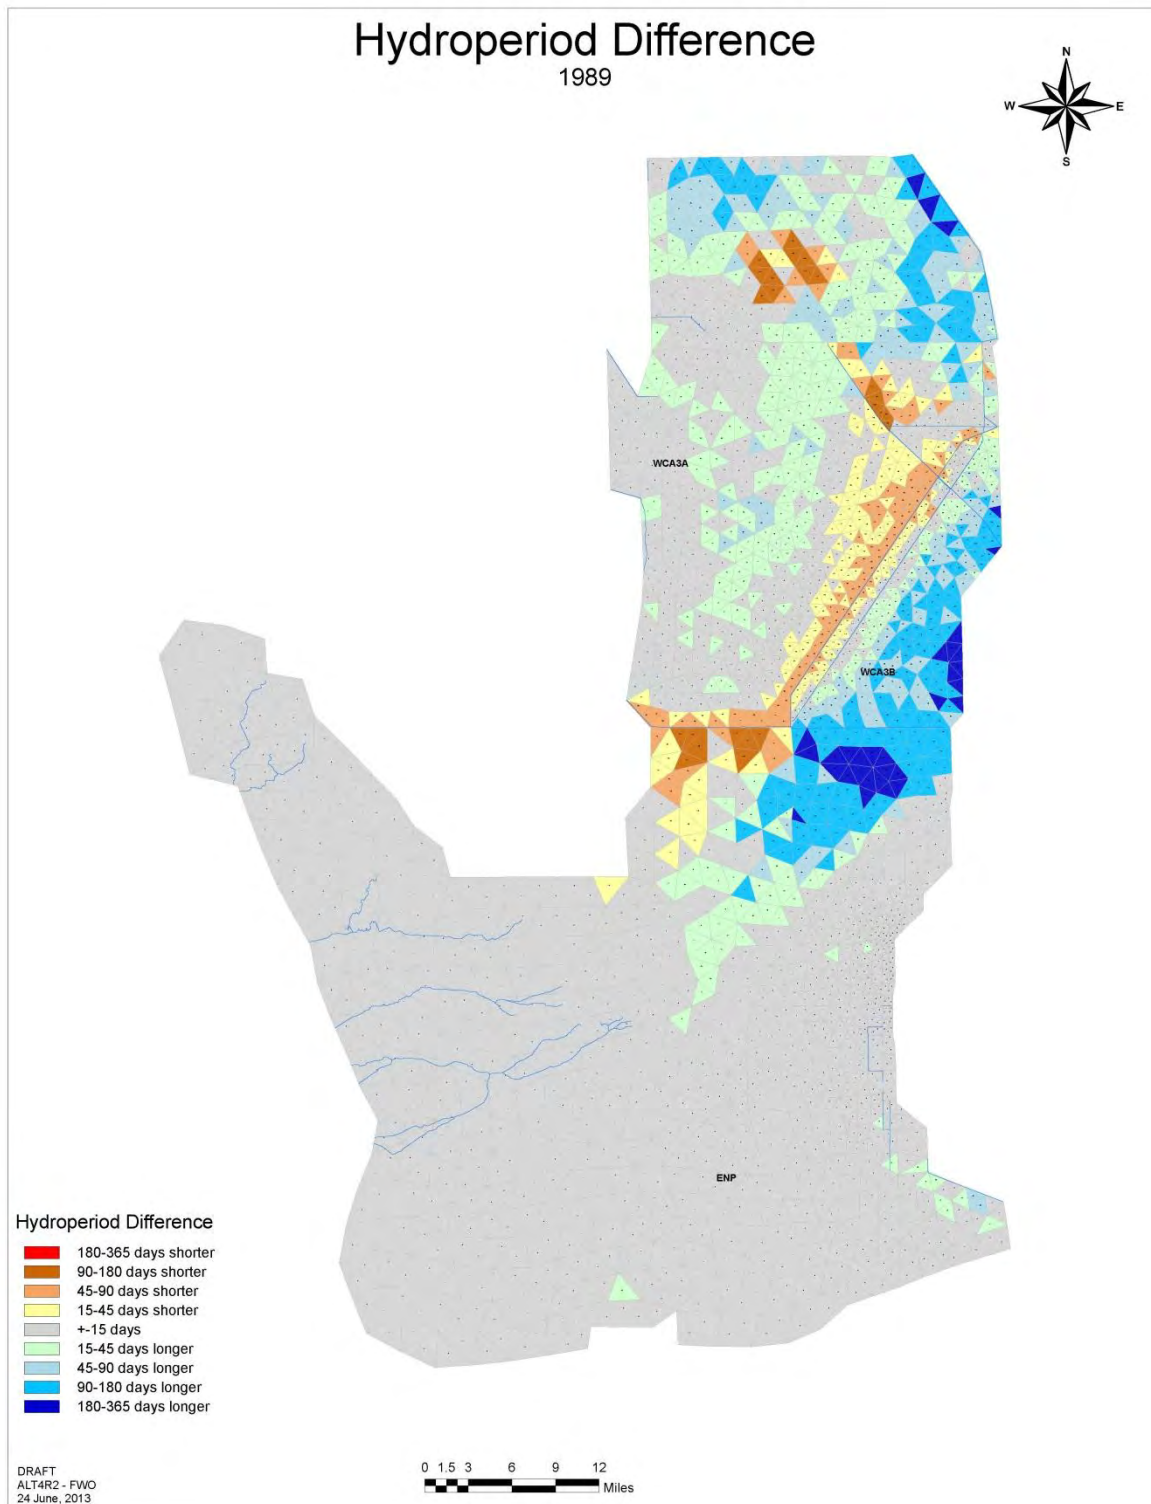 Hydroperiod Difference
1989
N
W
E
S
WCA3A
WCA3B
ENP
Hydroperiod Difference
180-365 days shorter
90-180 days shorter
45-90 days shorter
15-45 days shorter
+-15 days
15-45 days longer
45-90 days longer
90-180 days longer
180-365 days longer
DRAFT
ALT4R2 - FWO
24 June, 2013
0 1.5 3 6 9 12
Miles